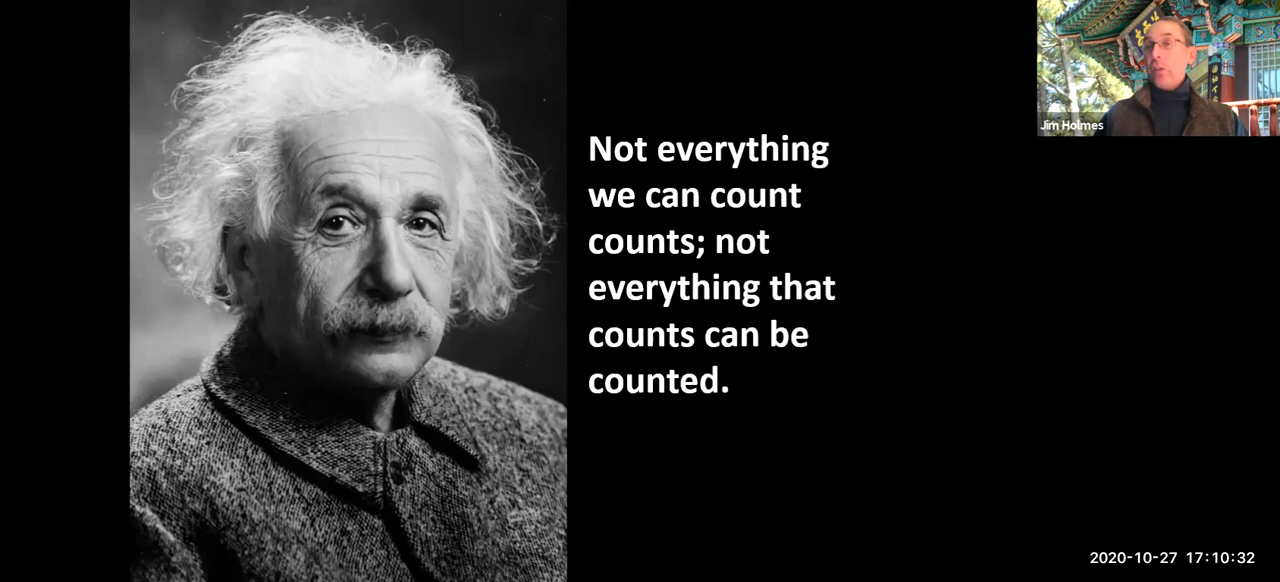 Not everything
we can count
counts; not
everything that
counts can be
counted.
Jim Holmes
2020-10-27 17:10:32